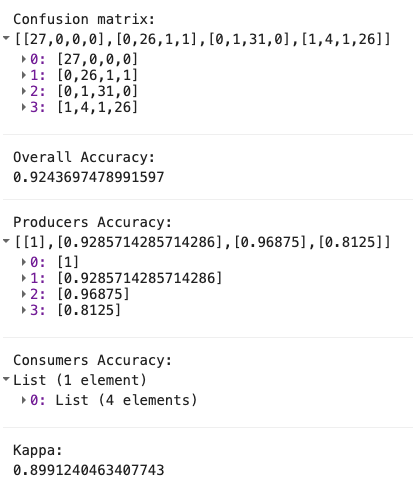 Confusion matrix:
[[27,0,0,0],[0,26,1,1],[0,1,31,0],[1,4,1,26]]
0: [27,0,0,0]
1: [0,26,1,1]
2: [0,1,31,0]
3: [1,4,1,26]
Overall Accuracy:
0.9243697478991597
Producers Accuracy:
[[1],[0.9285714285714286],[0.96875],[0.8125]]
0: [1]
1: [0.9285714285714286]
2: [0.96875]
3: [0.8125]
Consumers Accuracy:
List (1 element)
0: List (4 elements)
Kappa:
0.8991240463407743